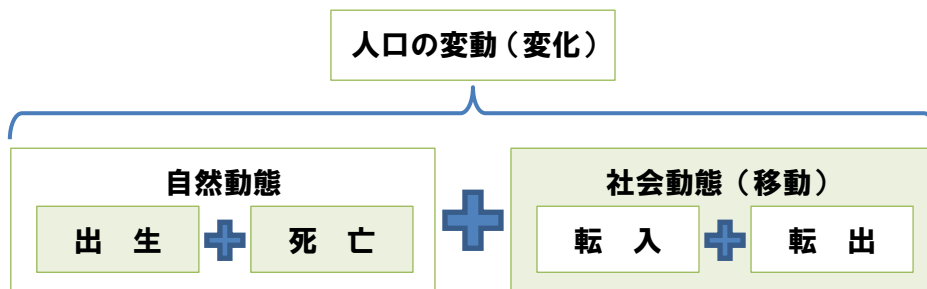 人口の変動（変化）
自然動態
出 生
死 亡
社会動態（移動）
転 入
転 出